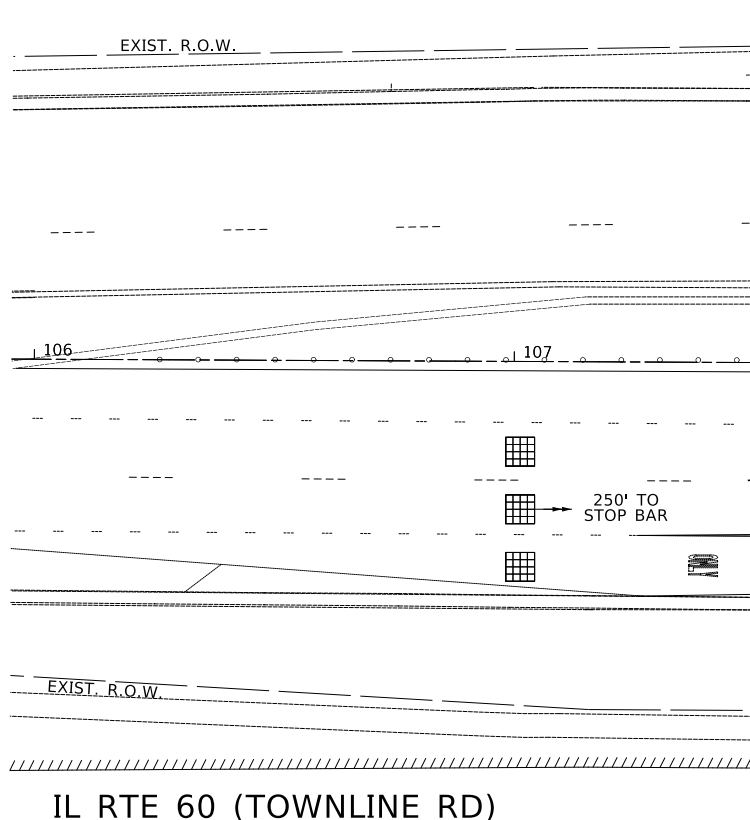 EXIST. R.O.W.
106
107
250' TO
STOP BAR
EXIST. R.O.W.
IL RTE 60 (TOWNLINE RD)